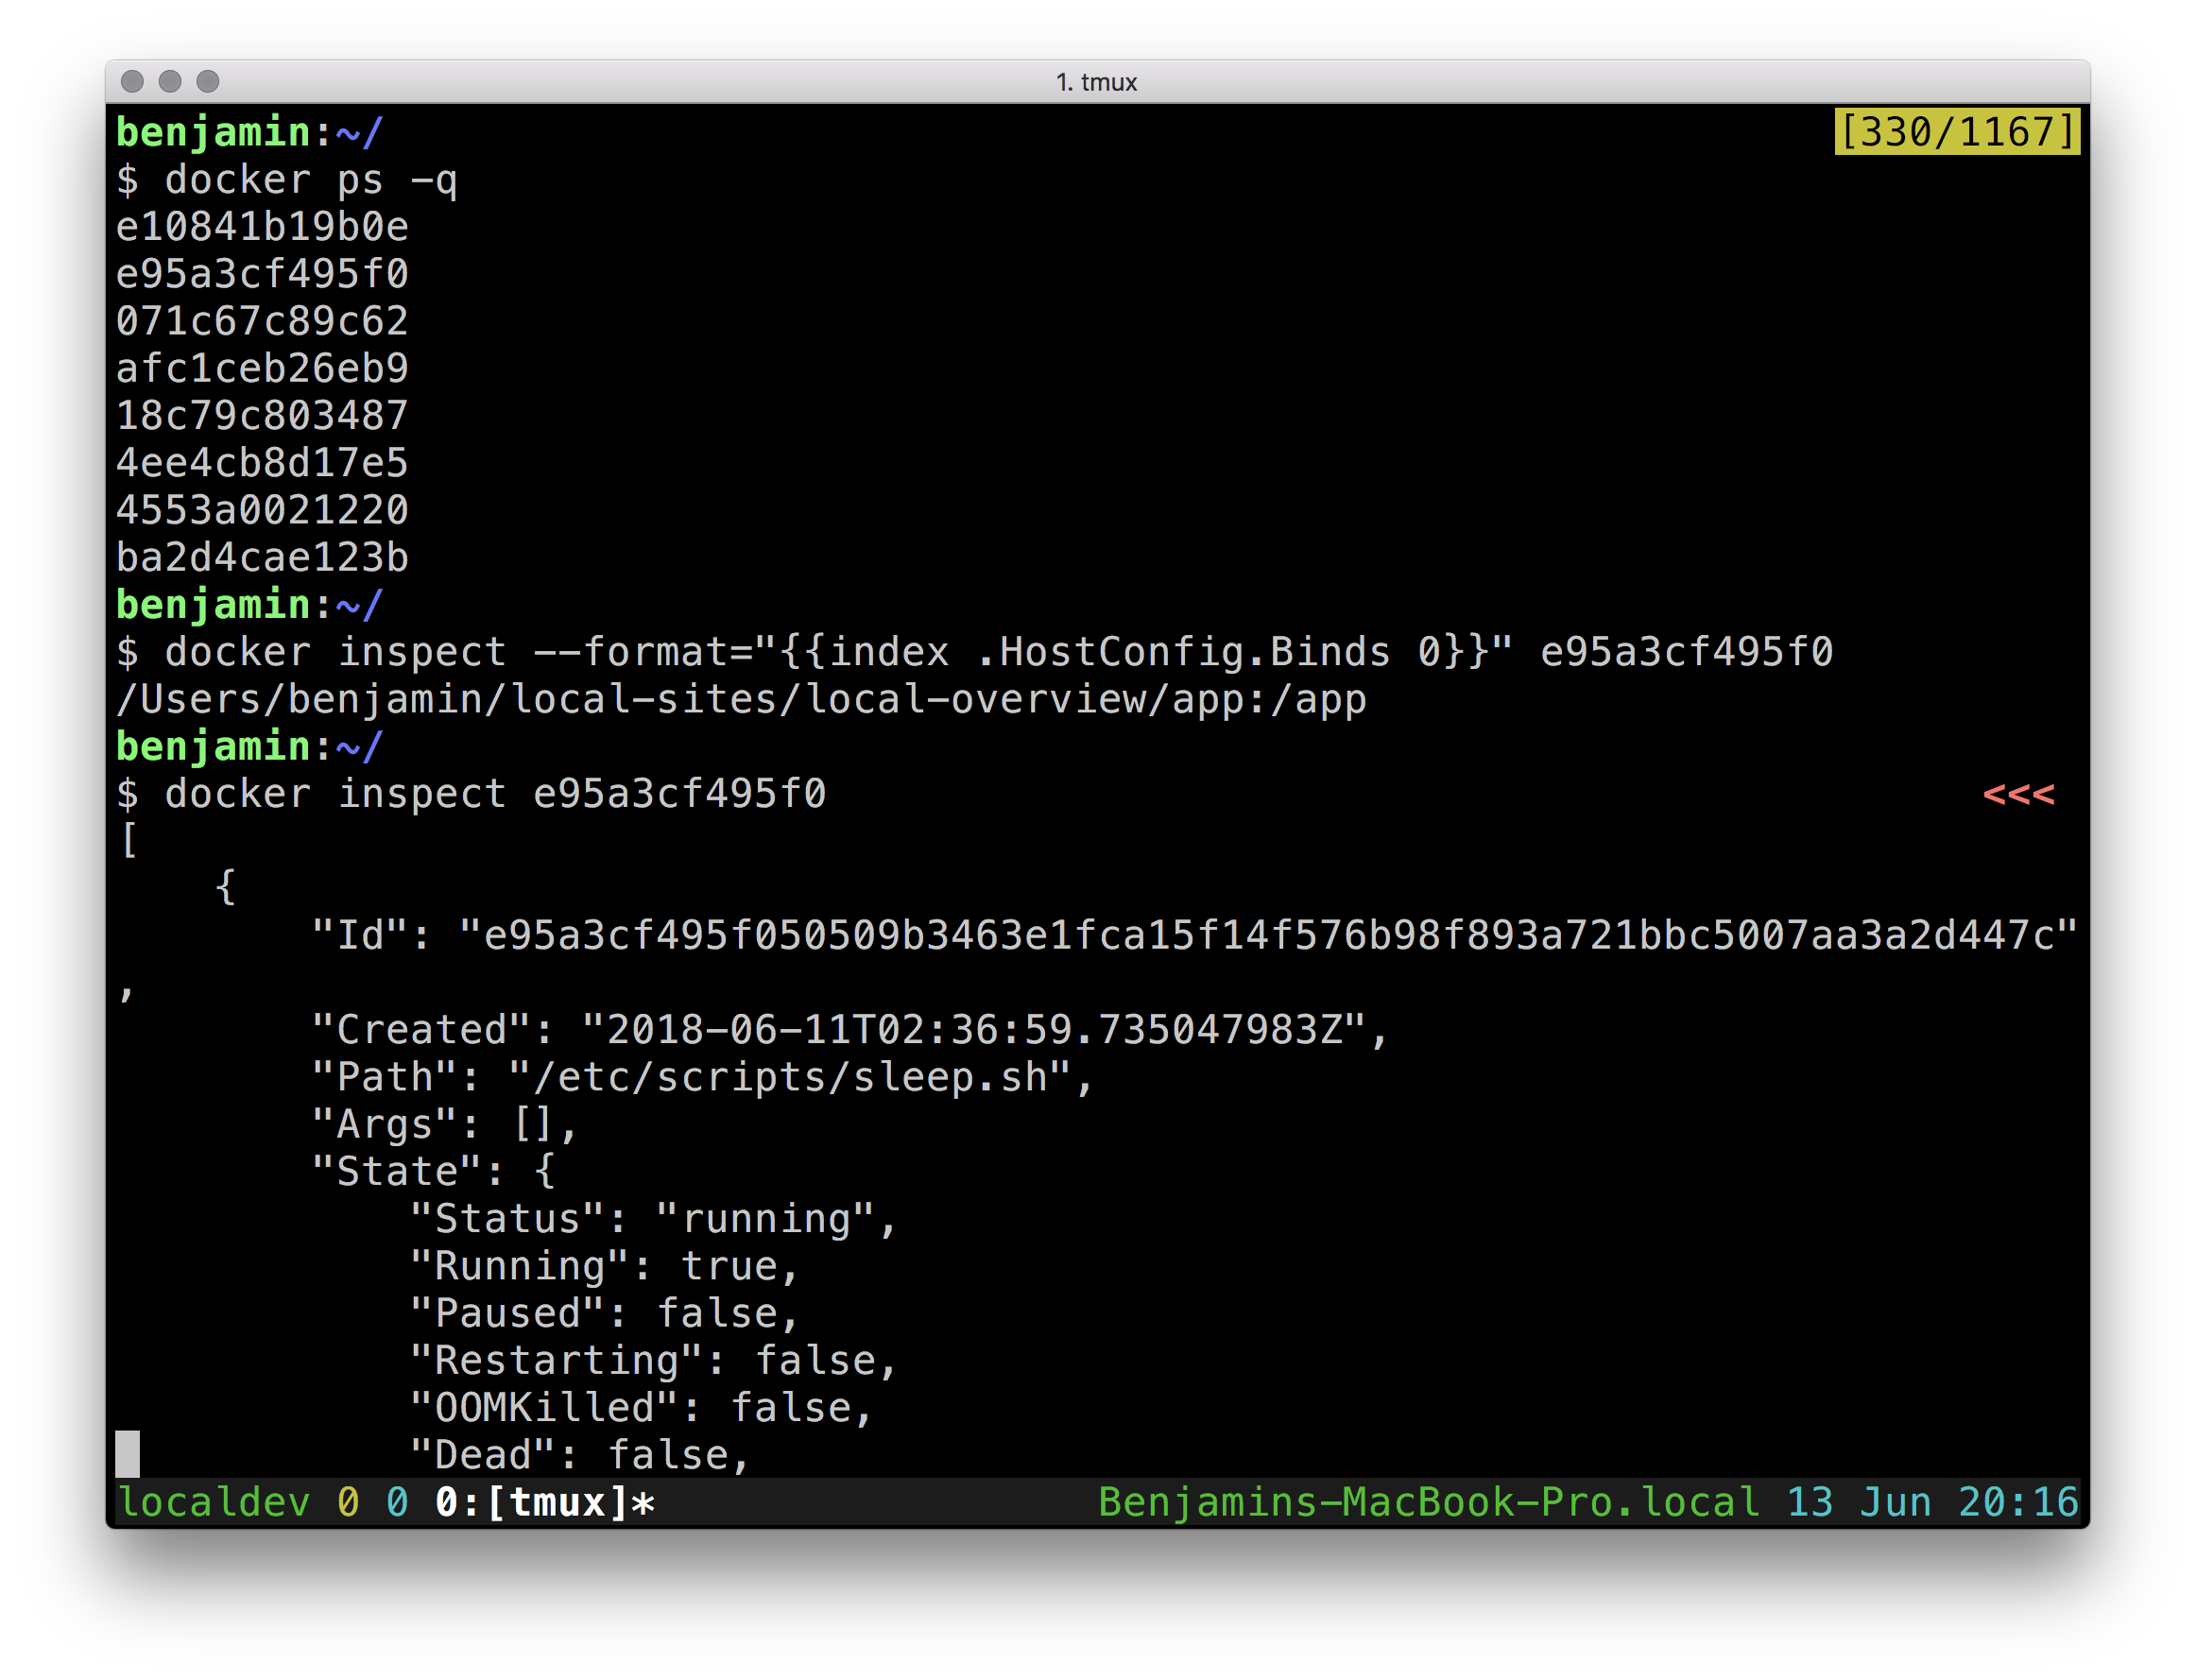 1. tmux
benjamin:~/ [330/1167]
$ docker ps -q
e10841b19b0e
e95a3cf495f0
071c67c89c62
afc1ceb26eb9
18c79c803487
4ee4cb8d17e5
4553a0021220
ba2d4cae123b
benjamin:~/
$ docker inspect --format="{{index .HostConfig.Binds 0}}" e95a3cf495f0
/Users/benjamin/local-sites/local-overview/app:/app
benjamin:~/
$ docker inspect e95a3cf495f0 <<<
[
    {
        "Id": "e95a3cf495f050509b3463e1fca15f14f576b98f893a721bbc5007aa3a2d447c"
,
        "Created": "2018-06-11T02:36:59.735047983Z",
        "Path": "/etc/scripts/sleep.sh",
        "Args": [],
        "State": {
            "Status": "running",
            "Running": true,
            "Paused": false,
            "Restarting": false,
            "OOMKilled": false,
            "Dead": false,
localdev 0 0 0:[tmux]* Benjamins-MacBook-Pro.local 13 Jun 20:16